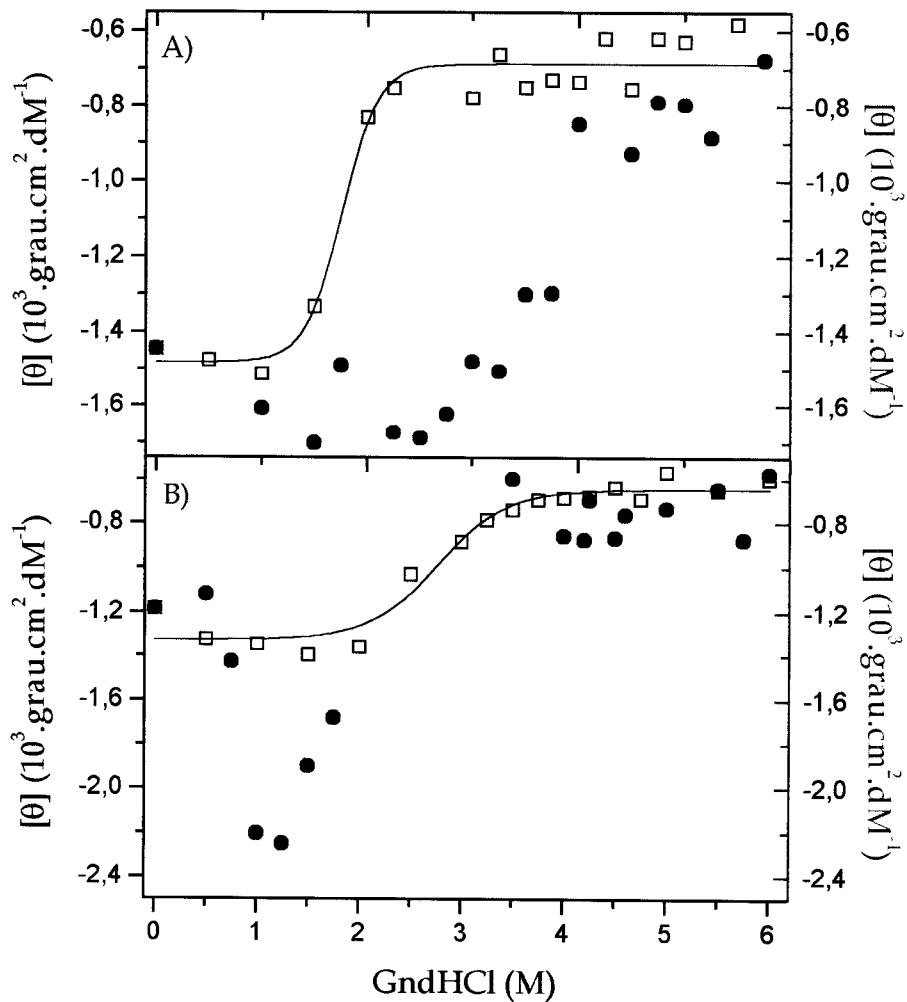 A)
-0,6
-0,8
-1,0
-1,2
-1,4
-1,6
[θ] (10³.grau.cm².dM⁻¹)
-0,6
-0,8
-1,0
-1,2
-1,4
-1,6
[θ] (10³.grau.cm².dM⁻¹)
B)
-0,8
-1,2
-1,6
-2,0
-2,4
[θ] (10³.grau.cm².dM⁻¹)
-0,8
-1,2
-1,6
-2,0
-2,4
[θ] (10³.grau.cm².dM⁻¹)
0 1 2 3 4 5 6
GndHCl (M)